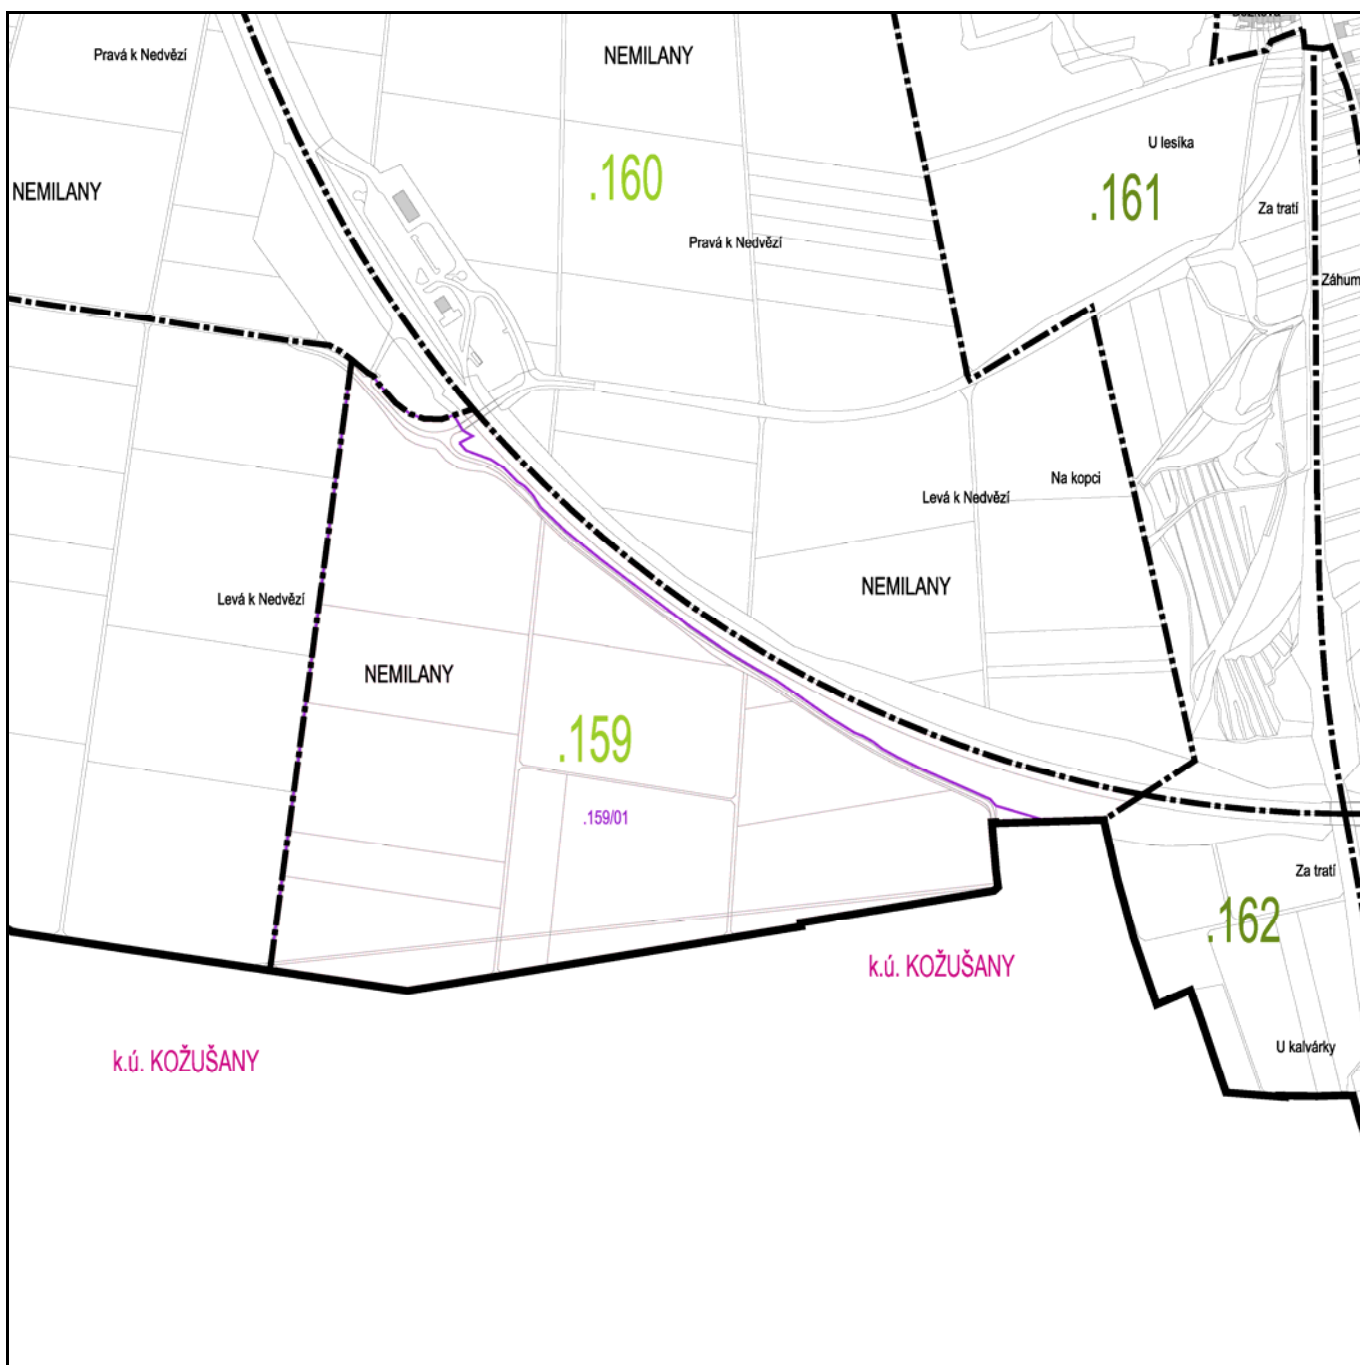 Pravá k Nedvězí
NEMILANY
U lesíka
NEMILANY
.160
.161
Za tratí
Pravá k Nedvězí
Záhum
Na kopci
Levá k Nedvězí
NEMILANY
Levá k Nedvězí
NEMILANY
.159
.159/01
Za tratí
.162
k.ú. KOŽUŠANY
U kalvárky
k.ú. KOŽUŠANY